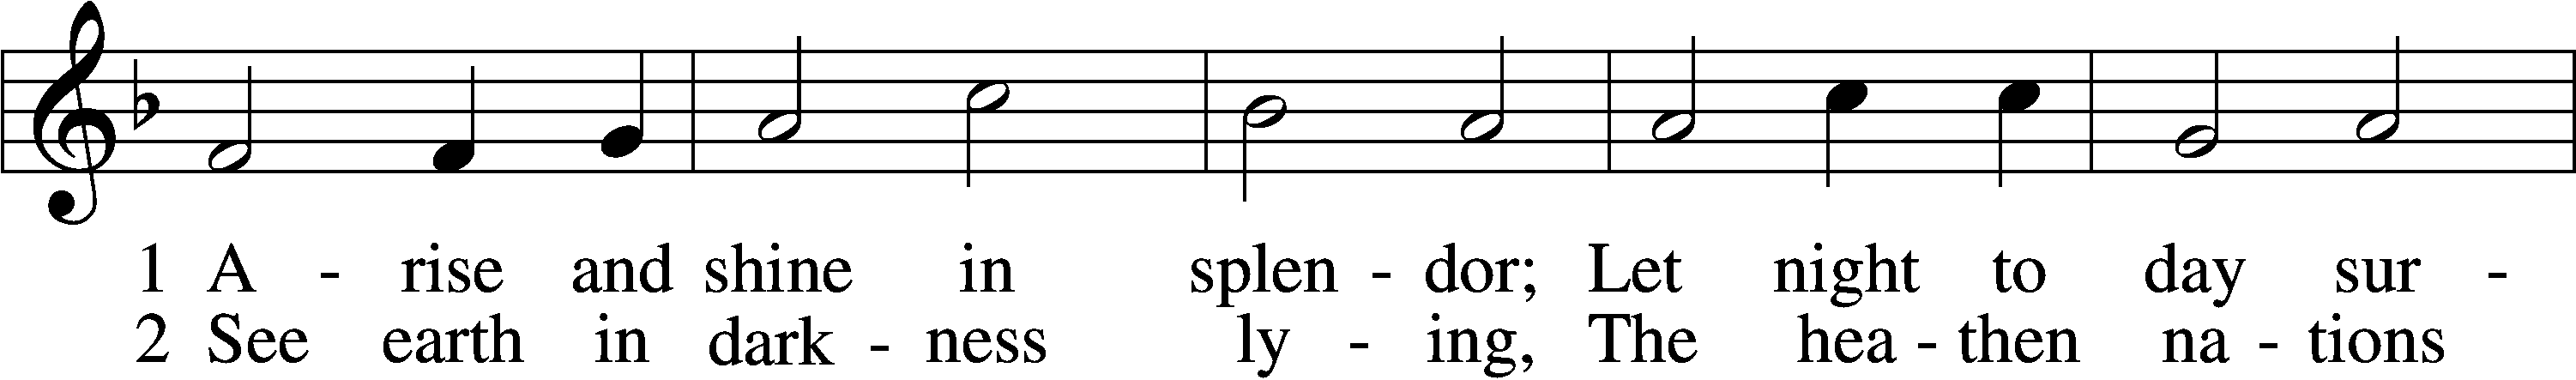 1 A - rise and shine in splen - dor; Let night to day sur -
2 See earth in dark - ness ly - ing, The hea - then na - tions